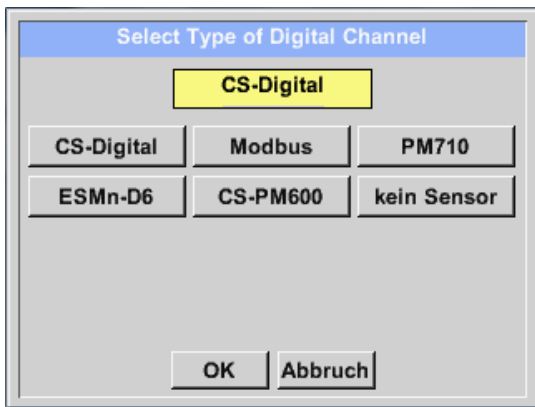 Select Type of Digital Channel
CS-Digital
CS-Digital Modbus PM710
ESMn-D6 CS-PM600 kein Sensor
OK Abbruch